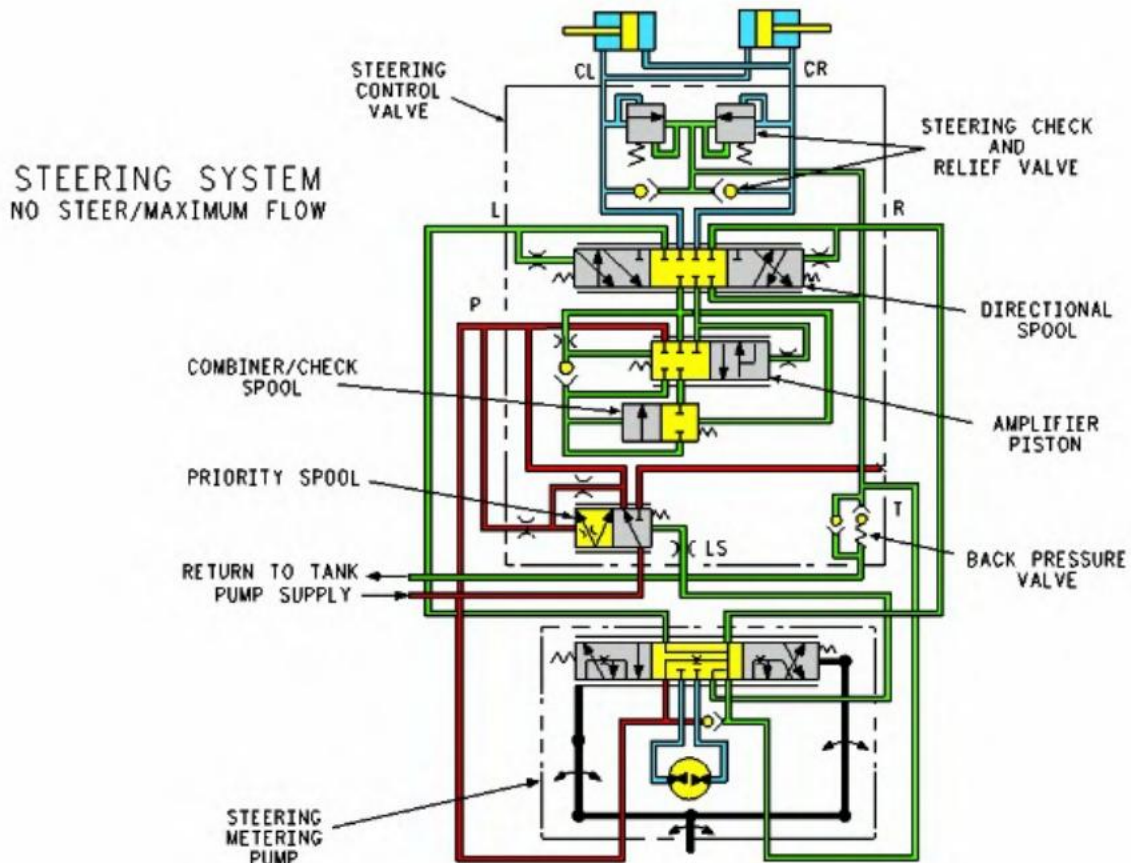 CL
CR
STEERING
CONTROL
VALVE
STEERING CHECK
AND
RELIEF VALVE
STEERING SYSTEM
NO STEER/MAXIMUM FLOW
L
R
DIRECTIONAL
SPOOL
P
COMBINER/CHECK
SPOOL
AMPLIFIER
PISTON
PRIORITY SPOOL
T
LS
BACK PRESSURE
VALVE
RETURN TO TANK
PUMP SUPPLY
STEERING
METERING
PUMP